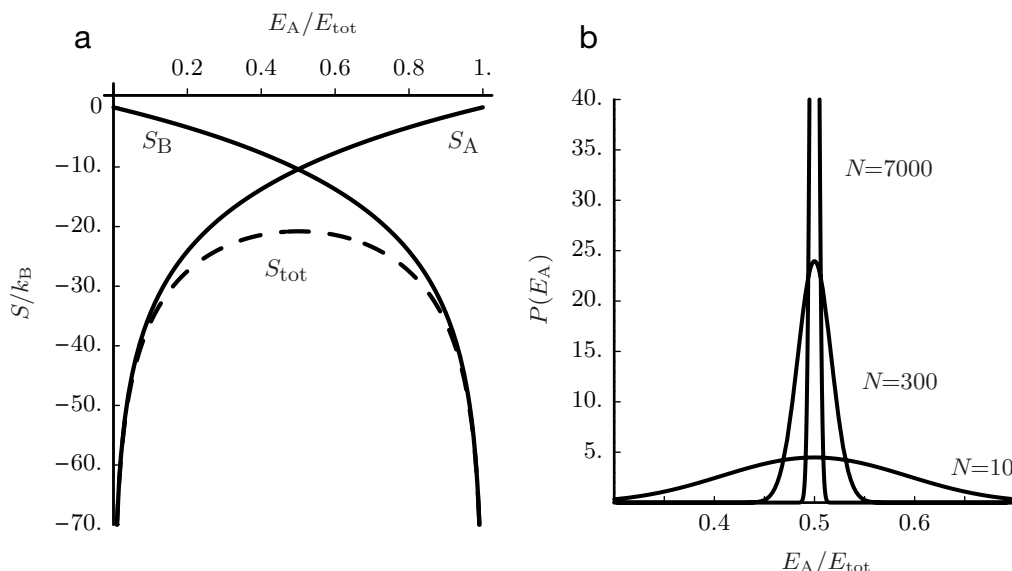 a
E_A/E_tot
0.2 0.4 0.6 0.8 1.
0
−10.
−20.
−30.
−40.
−50.
−60.
−70.
S/k_B
S_B
S_A
S_tot
b
40.
35.
30.
25.
20.
15.
10.
5.
P(E_A)
N=7000
N=300
N=10
0.4 0.5 0.6
E_A/E_tot